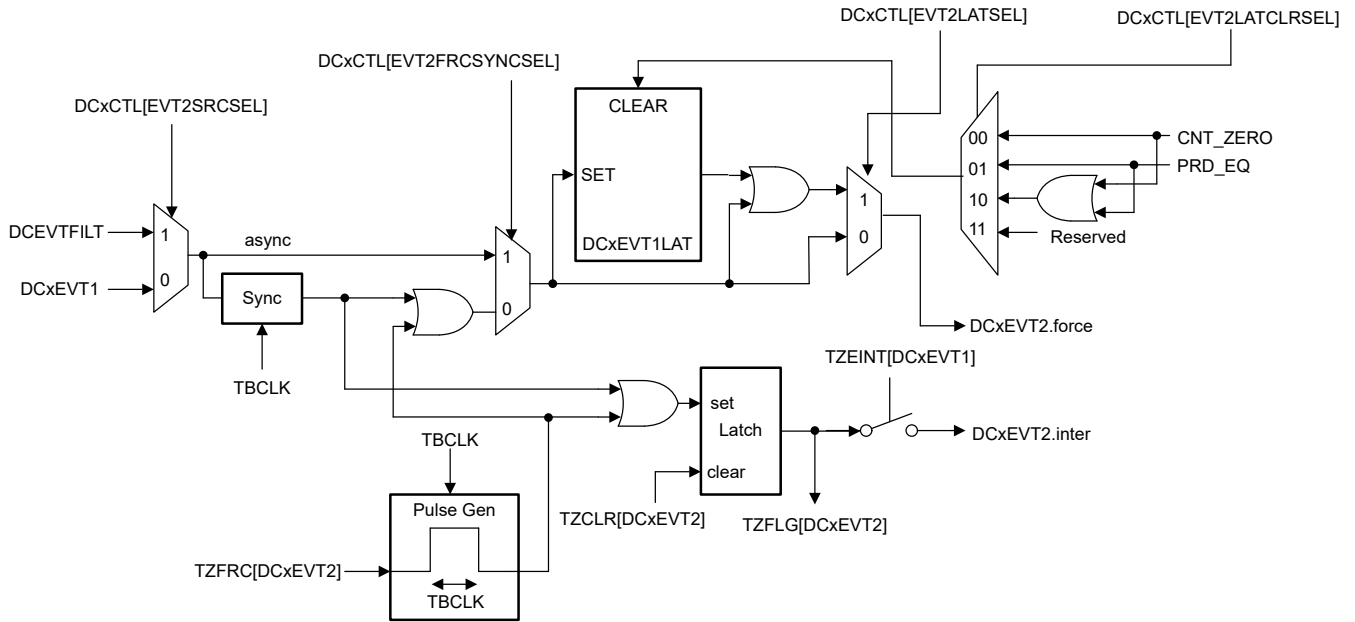 DCxCTL[EVT2LATSEL]
DCxCTL[EVT2LATCLRSEL]
DCxCTL[EVT2FRCSYNCSEL]
DCxCTL[EVT2SRCSEL]
CLEAR
SET
DCxEVT1LAT
00
01
10
11
CNT_ZERO
PRD_EQ
Reserved
1
0
DCEVTFILT
DCxEVT1
1
0
async
Sync
TBCLK
1
0
DCxEVT2.force
TZEINT[DCxEVT1]
set
Latch
clear
DCxEVT2.inter
TZCLR[DCxEVT2]
TZFLG[DCxEVT2]
TBCLK
Pulse Gen
TZFRC[DCxEVT2]
TBCLK